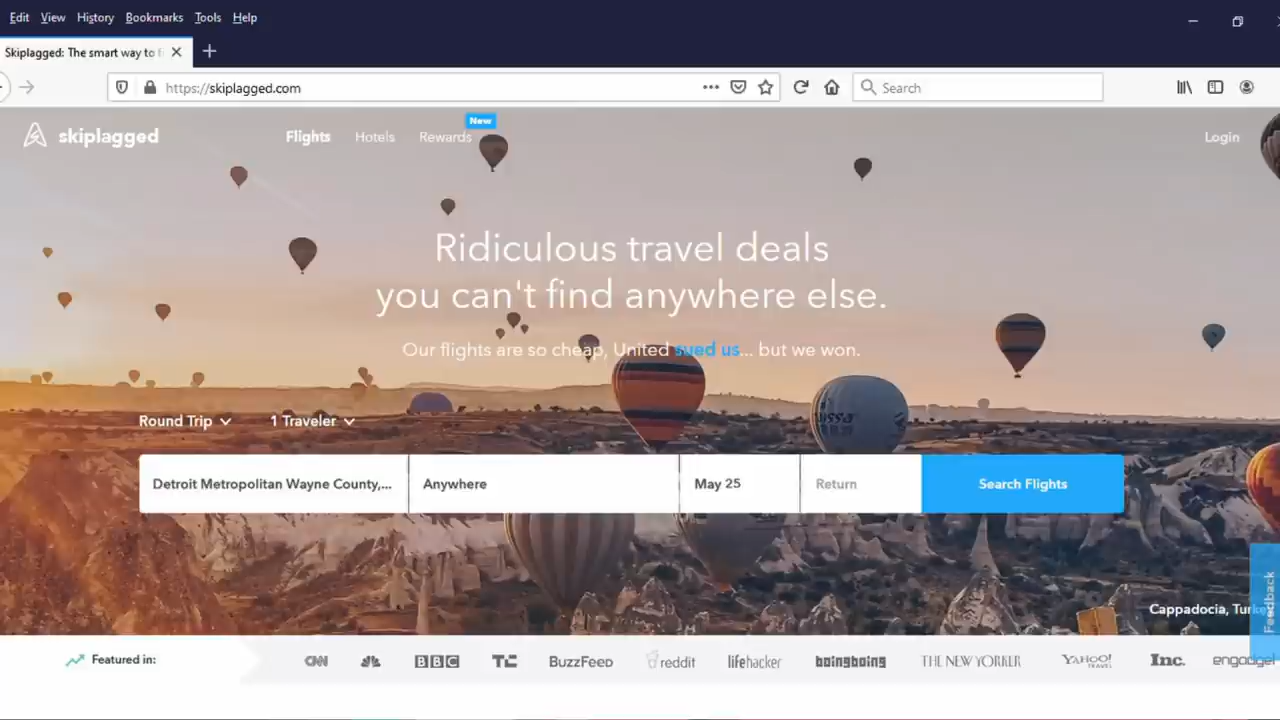 Edit View History Bookmarks Tools Help
Skiplagged: The smart way to fi
https://skiplagged.com
Search
New
skiplagged Flights Hotels Rewards Login
Ridiculous travel deals
you can't find anywhere else.
Our flights are so cheap, United sued us... but we won.
Round Trip 1 Traveler
Detroit Metropolitan Wayne County,... Anywhere May 25 Return Search Flights
Feedback
Cappadocia, Turke
Featured in: CNN BBC TC BuzzFeed reddit lifehacker boingboing THE NEW YORKER YAHOO! TRAVEL Inc. engadget